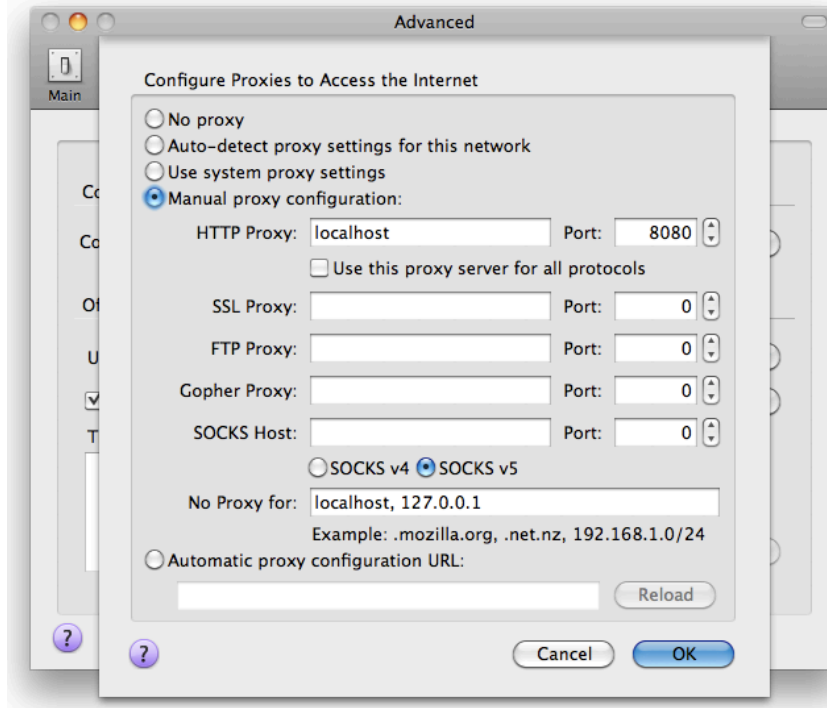 Advanced
Main
Configure Proxies to Access the Internet
No proxy
Auto-detect proxy settings for this network
Use system proxy settings
Manual proxy configuration:
HTTP Proxy: localhost Port: 8080
Use this proxy server for all protocols
SSL Proxy: Port: 0
FTP Proxy: Port: 0
Gopher Proxy: Port: 0
SOCKS Host: Port: 0
SOCKS v4 SOCKS v5
No Proxy for: localhost, 127.0.0.1
Example: .mozilla.org, .net.nz, 192.168.1.0/24
Automatic proxy configuration URL:
Reload
? ? Cancel OK